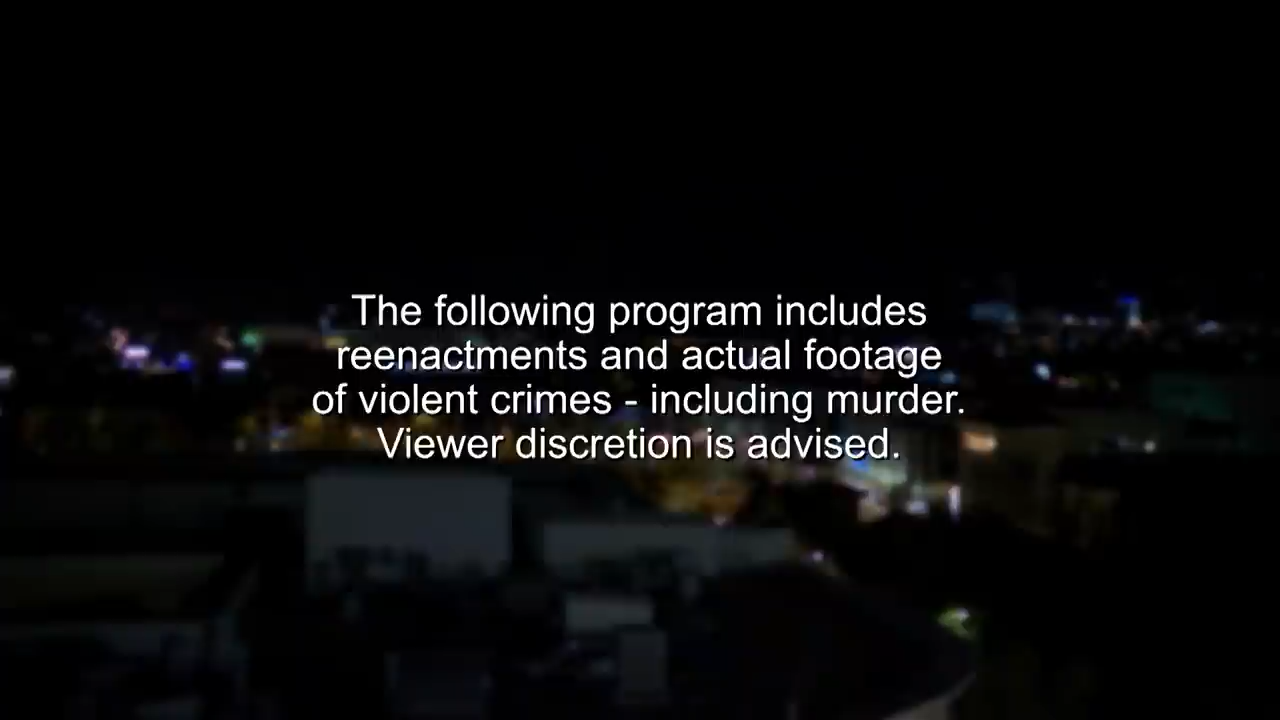 The following program includes
reenactments and actual footage
of violent crimes - including murder.
Viewer discretion is advised.